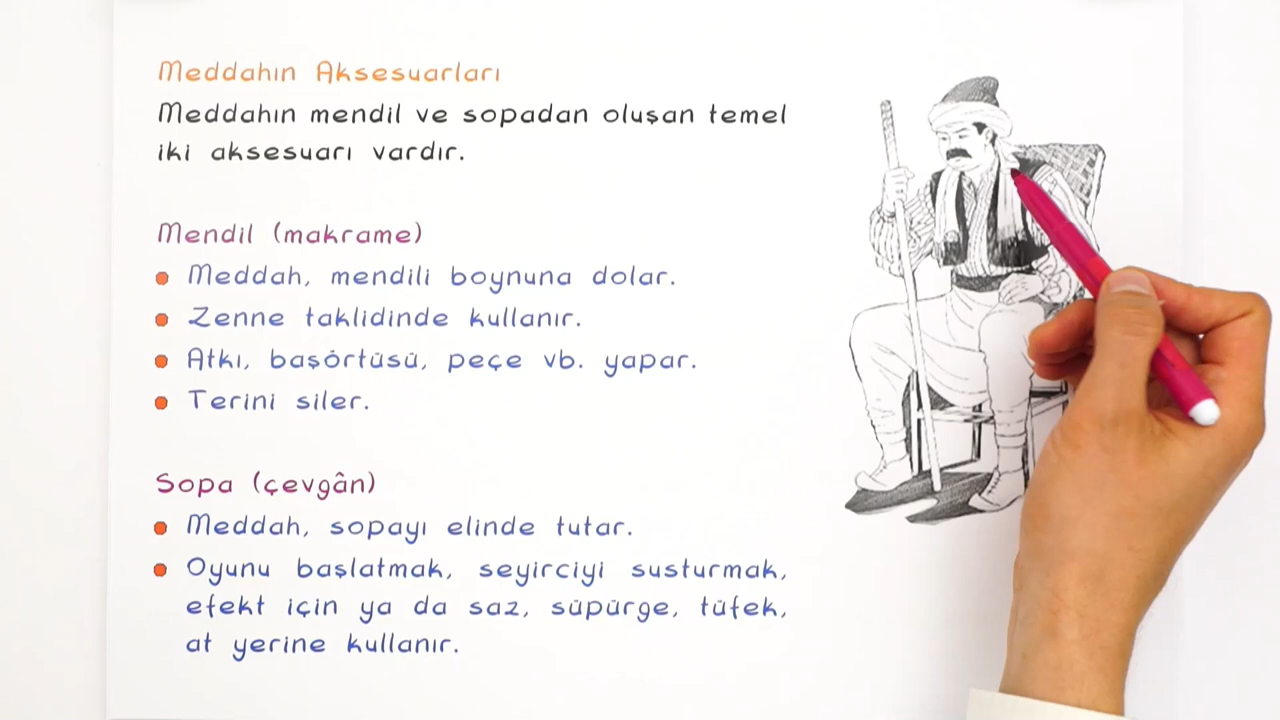 Meddahın Aksesuarları
Meddahın mendil ve sopadan oluşan temel
iki aksesuarı vardır.
Mendil (makrame)
Meddah, mendili boynuna dolar.
Zenne taklidinde kullanır.
Atkı, başörtüsü, peçe vb. yapar.
Terini siler.
Sopa (çevgân)
Meddah, sopayı elinde tutar.
Oyunu başlatmak, seyirciyi susturmak,
efekt için ya da saz, süpürge, tüfek,
at yerine kullanır.